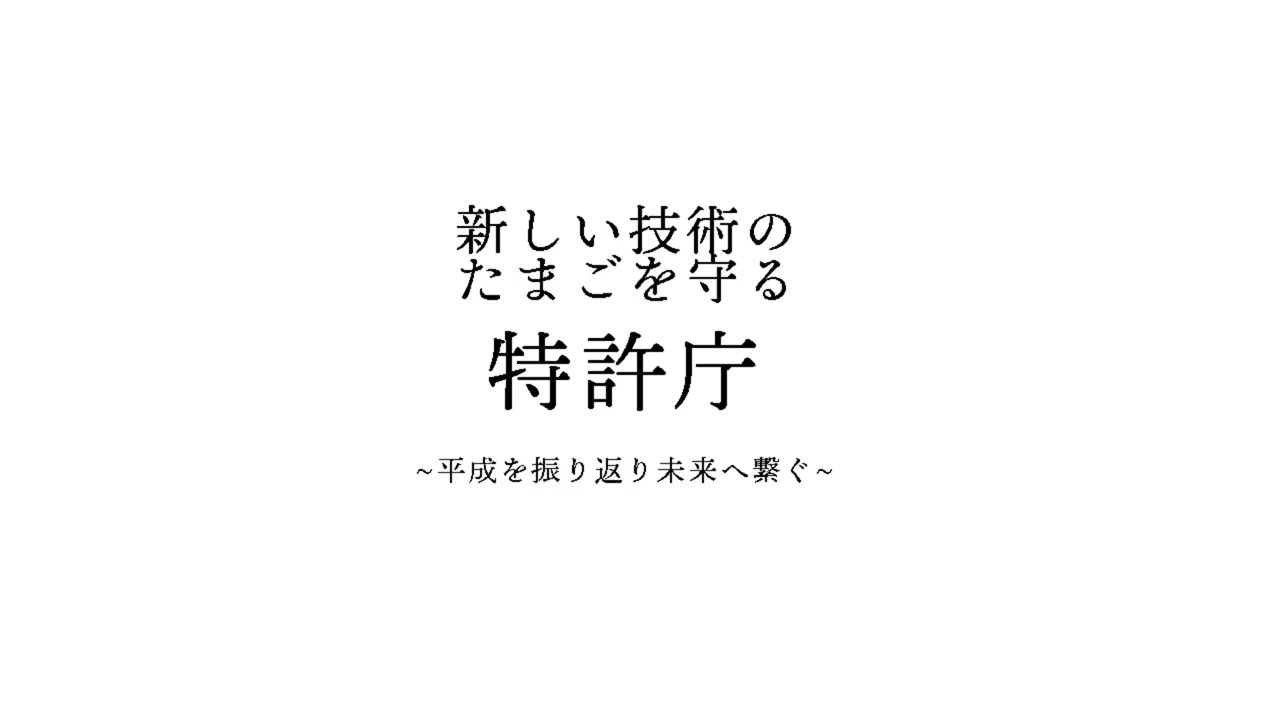 新しい技術の
たまごを守る
特許庁
~平成を振り返り未来へ繋ぐ~